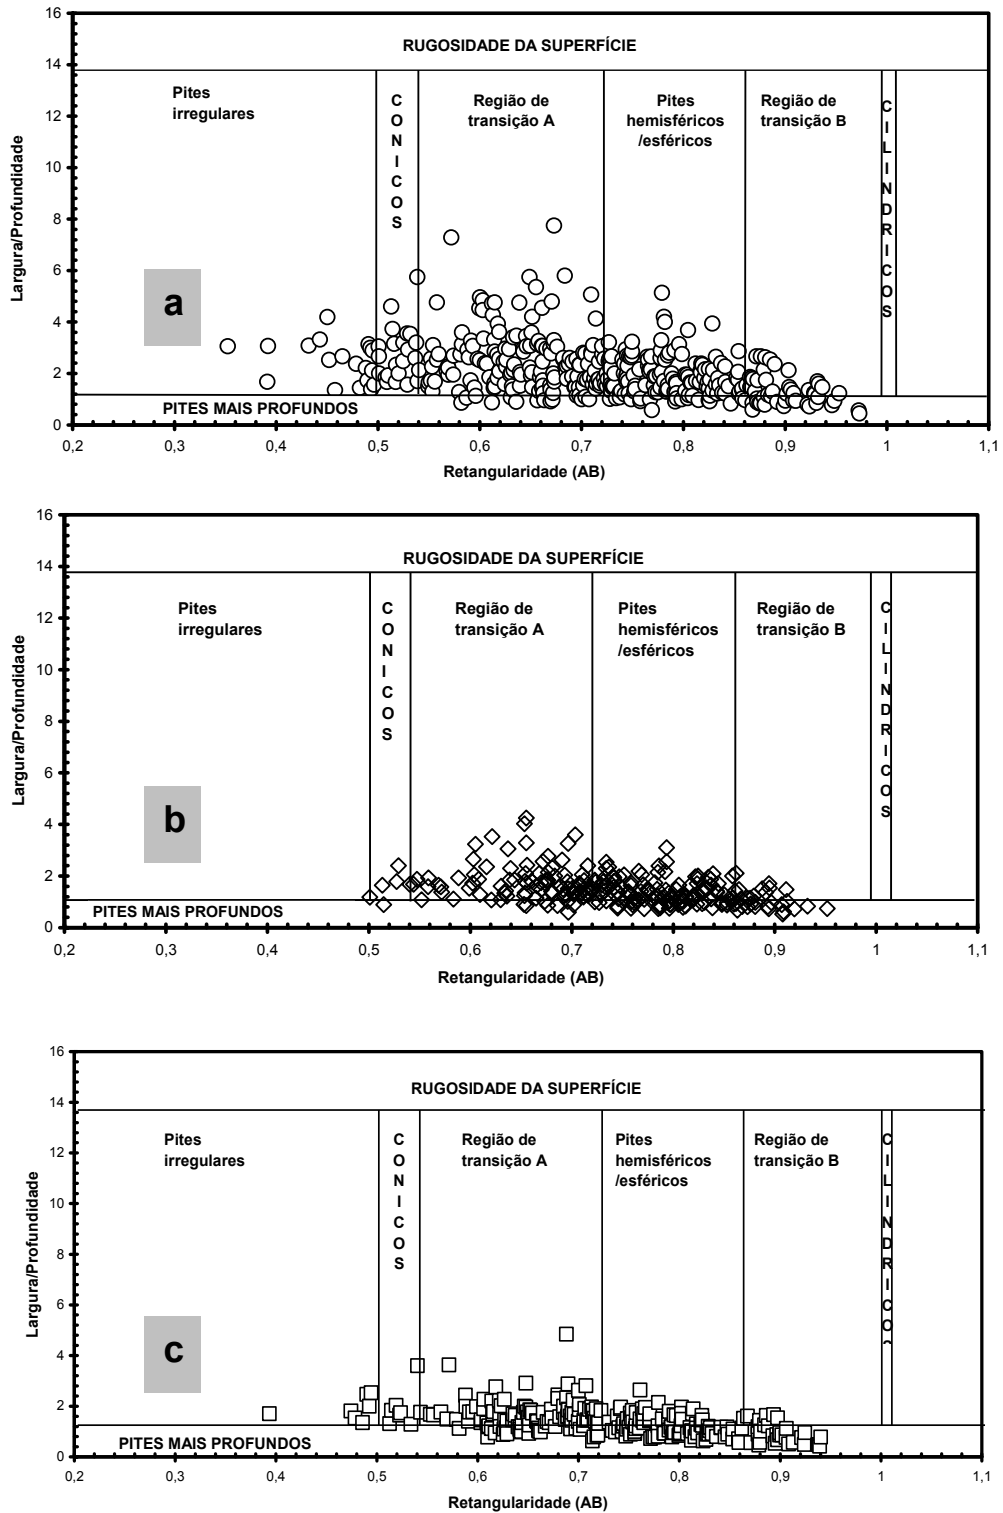 16
RUGOSIDADE DA SUPERFÍCIE
14
Pites
irregulares
CONICOS
Região de
transição A
Pites
hemisféricos
/esféricos
Região de
transição B
CILINDRICOS
12
10
8
6
4
2
0
Largura/Profundidade
a
PITES MAIS PROFUNDOS
0,2 0,3 0,4 0,5 0,6 0,7 0,8 0,9 1 1,1
Retangularidade (AB)
16
RUGOSIDADE DA SUPERFÍCIE
14
Pites
irregulares
CONICOS
Região de
transição A
Pites
hemisféricos
/esféricos
Região de
transição B
CILINDRICOS
12
10
8
6
4
2
0
Largura/Profundidade
b
PITES MAIS PROFUNDOS
0,2 0,3 0,4 0,5 0,6 0,7 0,8 0,9 1 1,1
Retangularidade (AB)
16
RUGOSIDADE DA SUPERFÍCIE
14
Pites
irregulares
CONICOS
Região de
transição A
Pites
hemisféricos
/esféricos
Região de
transição B
CILINDRICO
12
10
8
6
4
2
0
Largura/Profundidade
c
PITES MAIS PROFUNDOS
0,2 0,3 0,4 0,5 0,6 0,7 0,8 0,9 1 1,1
Retangularidade (AB)